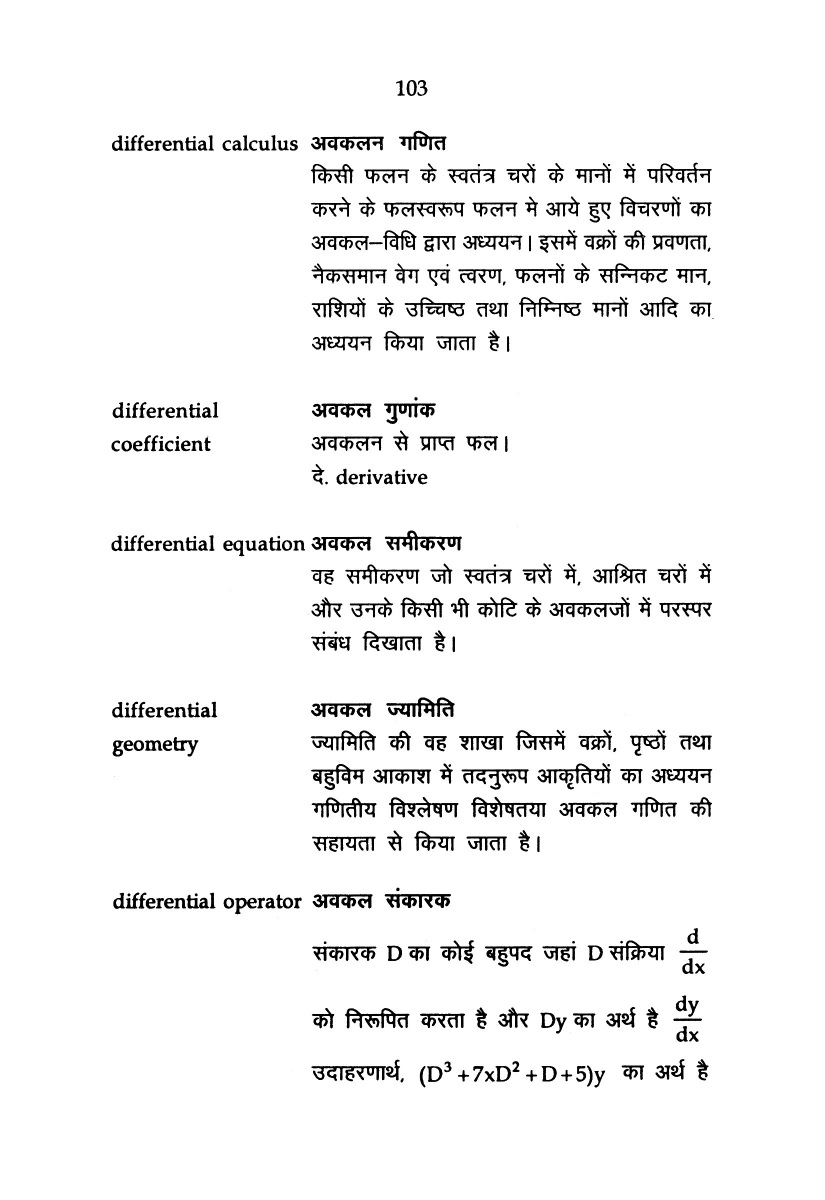 103
differential calculus अवकलन गणित
किसी फलन के स्वतंत्र चरों के मानों में परिवर्तन
करने के फलस्वरूप फलन मे आये हुए विचरणों का
अवकल–विधि द्वारा अध्ययन। इसमें वक्रों की प्रवणता,
नैकसमान वेग एवं त्वरण, फलनों के सन्निकट मान,
राशियों के उच्चिष्ठ तथा निम्निष्ठ मानों आदि का
अध्ययन किया जाता है।
differential अवकल गुणांक
coefficient अवकलन से प्राप्त फल।
दे. derivative
differential equation अवकल समीकरण
वह समीकरण जो स्वतंत्र चरों में, आश्रित चरों में
और उनके किसी भी कोटि के अवकलजों में परस्पर
संबंध दिखाता है।
differential अवकल ज्यामिति
geometry ज्यामिति की वह शाखा जिसमें वक्रों, पृष्ठों तथा
बहुविम आकाश में तदनुरूप आकृतियों का अध्ययन
गणितीय विश्लेषण विशेषतया अवकल गणित की
सहायता से किया जाता है।
differential operator अवकल संकारक
संकारक D का कोई बहुपद जहां D संक्रिया d/dx
को निरूपित करता है और Dy का अर्थ है dy/dx
उदाहरणार्थ, (D³+7xD²+D+5)y का अर्थ है